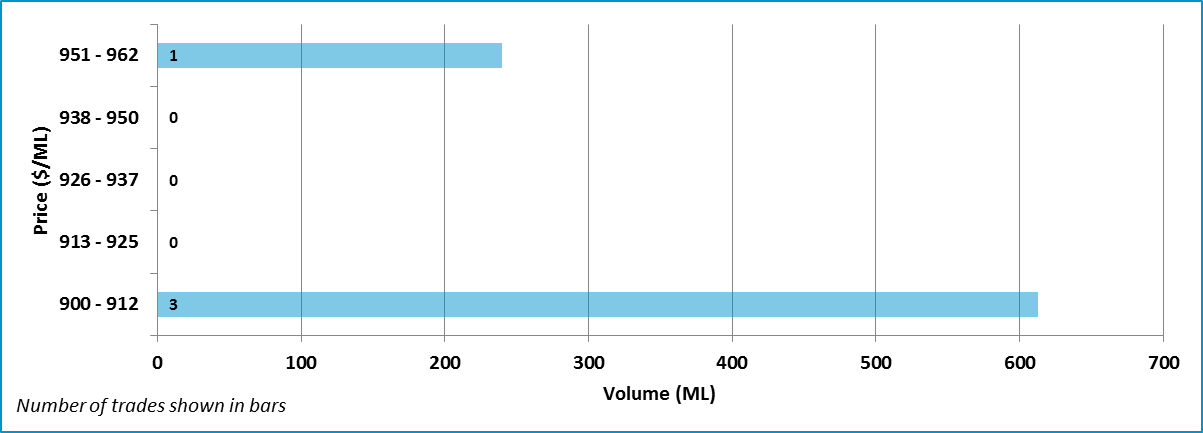 Price ($/ML)
951 - 962
1
938 - 950
0
926 - 937
0
913 - 925
0
900 - 912
3
0 100 200 300 400 500 600 700
Volume (ML)
Number of trades shown in bars